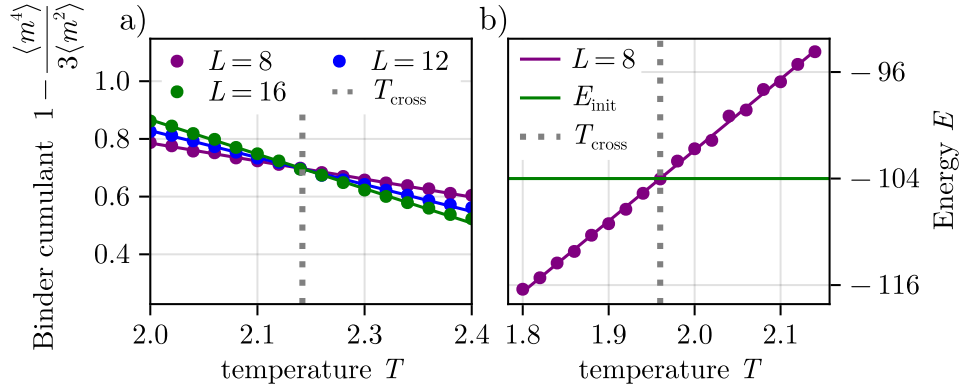 a)
b)
Binder cumulant 1 − ⟨m⁴⟩ / 3⟨m²⟩
L = 8
L = 12
L = 16
T_cross
1.0
0.8
0.6
0.4
2.0
2.1
2.3
2.4
temperature T
L = 8
E_init
T_cross
−96
−104
−116
Energy E
1.8
1.9
2.0
2.1
temperature T